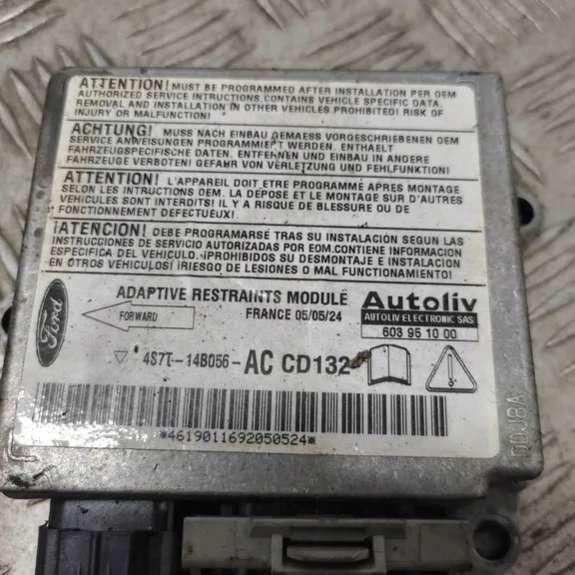 ATTENTION! MUST BE PROGRAMMED AFTER INSTALLATION PER OEM
AUTHORIZED SERVICE INTRUCTIONS.CONTAINS VEHICLE SPECIFIC DATA.
REMOVAL AND INSTALLATION IN OTHER VEHICLES PROHIBITED! RISK OF
INJURY OR MALFUNCTION!
ACHTUNG! MUSS NACH EINBAU GEMAESS VORGESCHRIEBENEN OEM
SERVICE ANWEISUNGEN PROGRAMMIERT WERDEN. ENTHAELT
FAHRZEUGSPEZIFISCHE DATEN. ENTFERNEN UND EINBAU IN ANDERE
FAHRZEUGE VERBOTEN! GEFAHR VON VERLETZUNG UND FEHLFUNKTION!
ATTENTION! L'APPAREIL DOIT ETRE PROGRAMME APRES MONTAGE
SELON LES INTRUCTIONS OEM. LA DEPOSE ET LE MONTAGE SUR D'AUTRES
VEHICULES SONT INTERDITS! IL Y A RISQUE DE BLESSURE OU DE
FONCTIONNEMENT DEFECTUEUX!
¡ATENCION! DEBE PROGRAMARSE TRAS SU INSTALACIÓN SEGUN LAS
INSTRUCCIONES DE SERVICIO AUTORIZADAS POR EOM.CONTIENE INFORMACION
ESPECIFICA DEL VEHICULO. ¡PROHIBIDOS SU DESMONTAJE E INSTALACION
EN OTROS VEHICULOS! ¡RIESGO DE LESIONES O MAL FUNCTIONAMIENTO!
Ford
ADAPTIVE RESTRAINTS MODULE
FRANCE 05/05/24
FORWARD
Autoliv
AUTOLIV ELECTRONIC SAS
603 95 10 00
4S7T-14B056-AC CD132
*4619011692050524*
DDJ8A